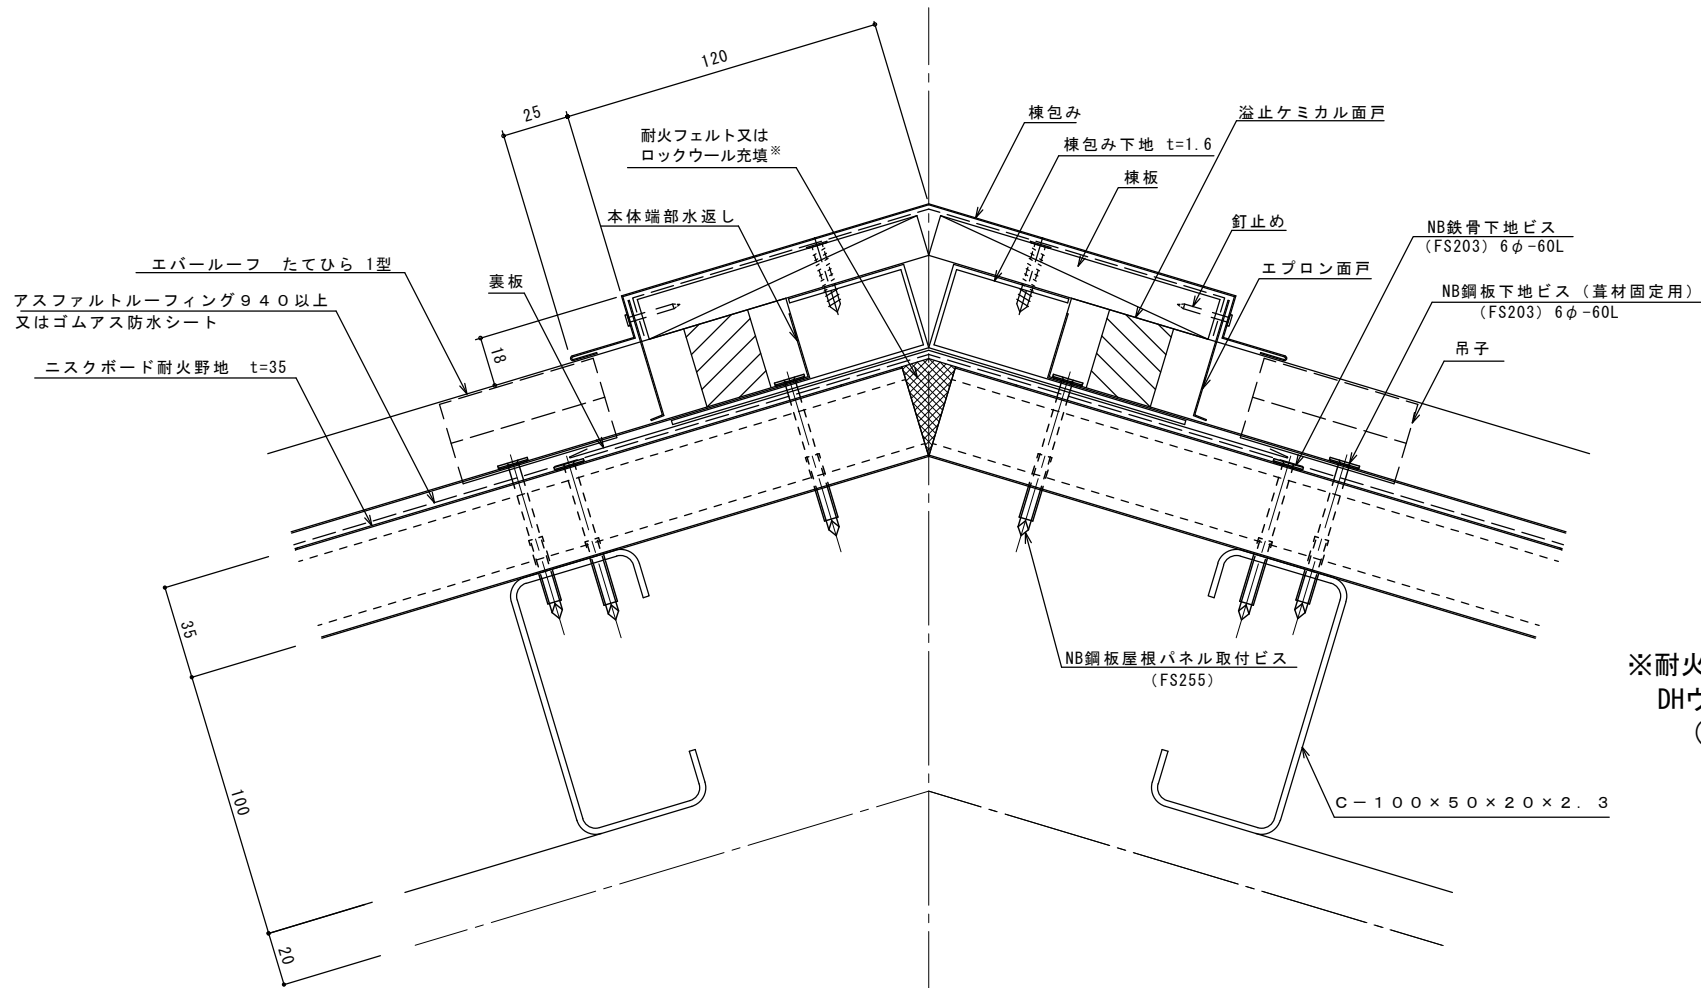 120
25
棟包み
溢止ケミカル面戸
耐火フェルト又は
ロックウール充填※
棟包み下地 t=1.6
棟板
本体端部水返し
釘止め
NB鉄骨下地ビス
(FS203) 6φ-60L
エバールーフ たてひら 1型
裏板
エプロン面戸
アスファルトルーフィング940以上
又はゴムアス防水シート
NB鋼板下地ビス(葺材固定用)
(FS203) 6φ-60L
18
吊子
ニスクボード耐火野地 t=35
35
NB鋼板屋根パネル取付ビス
(FS255)
※耐火
DHウ
(
100
C-100×50×20×2.3
20